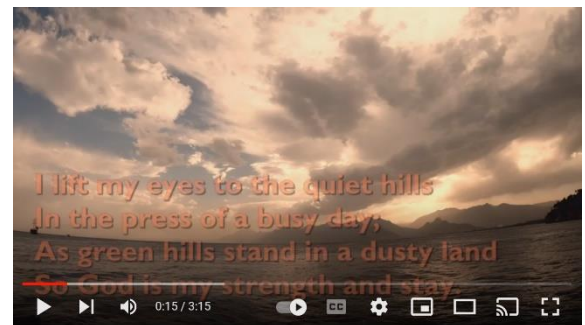 I lift my eyes to the quiet hills
In the press of a busy day;
As green hills stand in a dusty land
So God is my strength and stay.
0:15 / 3:15
CC